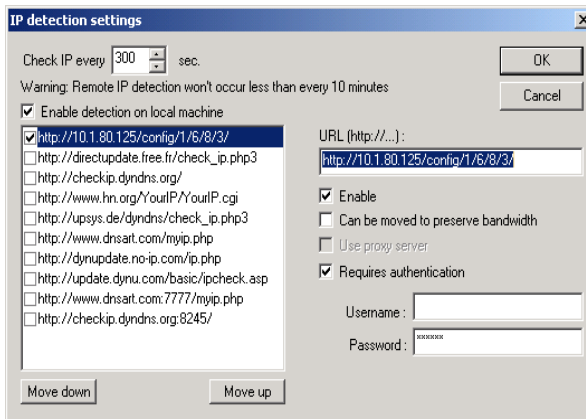 IP detection settings
Check IP every 300 sec.
OK
Warning: Remote IP detection won't occur less than every 10 minutes
Cancel
Enable detection on local machine
http://10.1.80.125/config/1/6/8/3/
http://directupdate.free.fr/check_ip.php3
http://checkip.dyndns.org/
http://www.hn.org/YourIP/YourIP.cgi
http://upsys.de/dyndns/check_ip.php3
http://www.dnsart.com/myip.php
http://dynupdate.no-ip.com/ip.php
http://update.dynu.com/basic/ipcheck.asp
http://www.dnsart.com:7777/myip.php
http://checkip.dyndns.org:8245/
URL (http://...) :
http://10.1.80.125/config/1/6/8/3/
Enable
Can be moved to preserve bandwidth
Use proxy server
Requires authentication
Username :
Password : ******
Move down
Move up